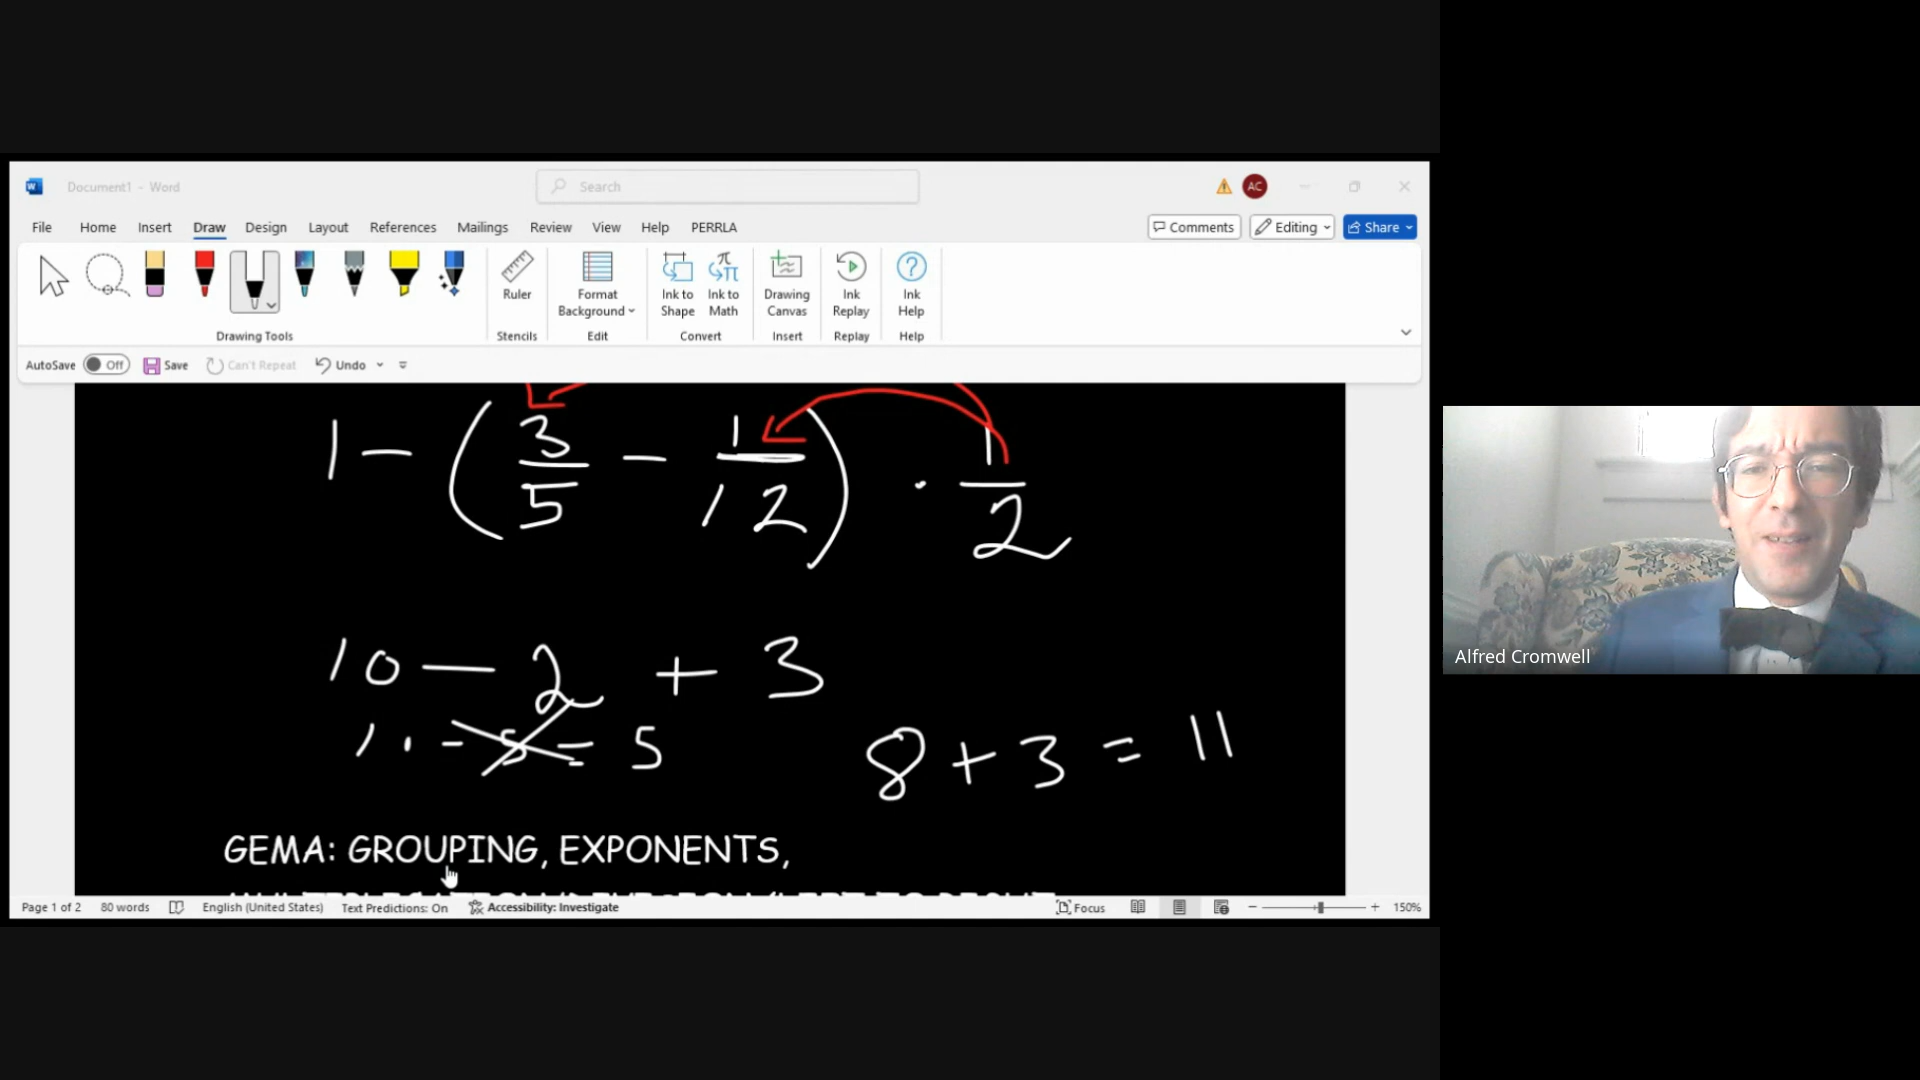 Document1 - Word
Search
AC
File Home Insert Draw Design Layout References Mailings Review View Help PERRLA
Comments Editing Share
Ruler
Format Background
Ink to Shape
Ink to Math
Drawing Canvas
Ink Replay
Ink Help
Drawing Tools Stencils Edit Convert Insert Replay Help
AutoSave Off Save Can't Repeat Undo
1 - (3/5 - 1/12) · 1/2
10 - 2 + 3
- 5 = 5
8 + 3 = 11
GEMA: GROUPING, EXPONENTS,
Alfred Cromwell
Page 1 of 2 80 words English (United States) Text Predictions: On Accessibility: Investigate Focus 150%